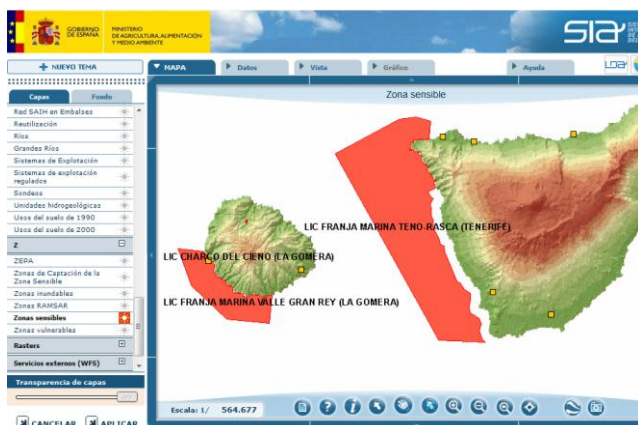 GOBIERNO
DE ESPAÑA
MINISTERIO
DE AGRICULTURA, ALIMENTACIÓN
Y MEDIO AMBIENTE
SIA
NUEVO TEMA
MAPA
Datos
Vista
Gráfico
Ayuda
Capas
Fondo
Red SAIH en Embalses
Reutilización
Ríos
Grandes Ríos
Sistemas de Explotación
Sistemas de explotación
regulados
Sondeos
Unidades hidrogeológicas
Usos del suelo de 1990
Usos del suelo de 2000
Z
ZEPA
Zonas de Captación de la
Zona Sensible
Zonas inundables
Zonas RAMSAR
Zonas sensibles
Zonas vulnerables
Rasters
Servicios externos (WFS)
Transparencia de capas
CANCELAR
APLICAR
Zona sensible
LIC FRANJA MARINA TENO-RASCA (TENERIFE)
LIC CHARCO DEL CIENO (LA GOMERA)
LIC FRANJA MARINA VALLE GRAN REY (LA GOMERA)
Escala: 1/ 564.677